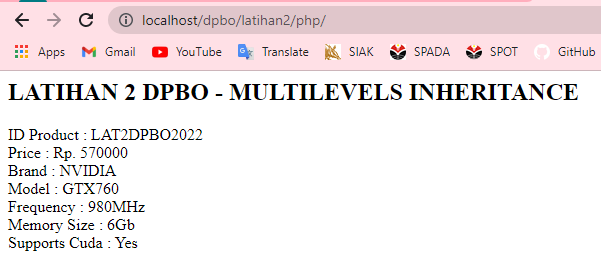 localhost/dpbo/latihan2/php/
Maps Gmail YouTube Translate SIAK SPADA SPOT GitHub
LATIHAN 2 DPBO - MULTILEVELS INHERITANCE
ID Product : LAT2DPBO2022
Price : Rp. 570000
Brand : NVIDIA
Model : GTX760
Frequency : 980MHz
Memory Size : 6Gb
Supports Cuda : Yes